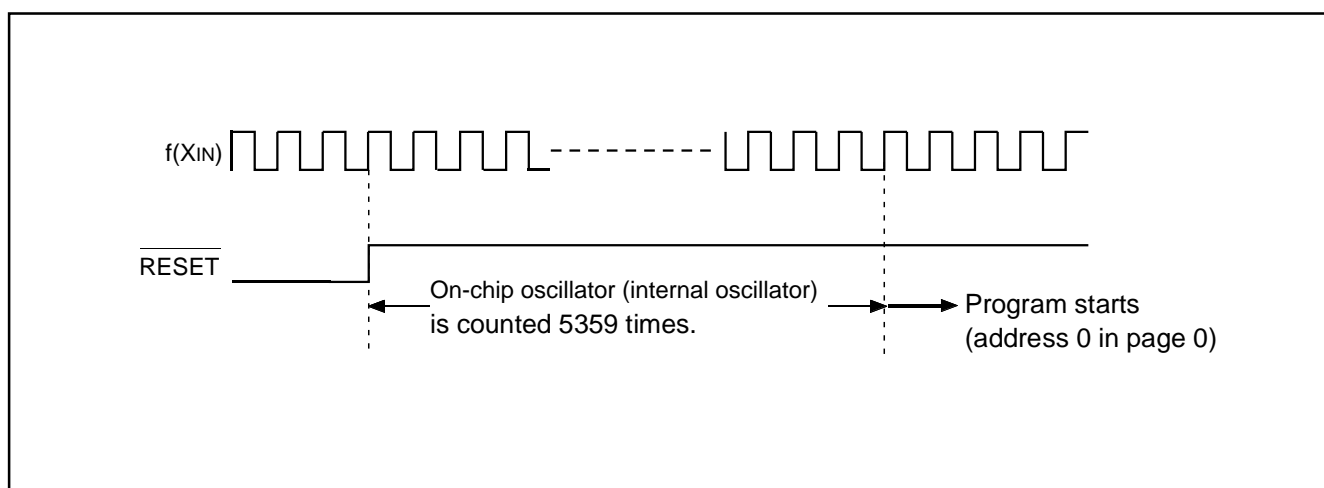 f(XIN)
RESET
On-chip oscillator (internal oscillator)
is counted 5359 times.
Program starts
(address 0 in page 0)